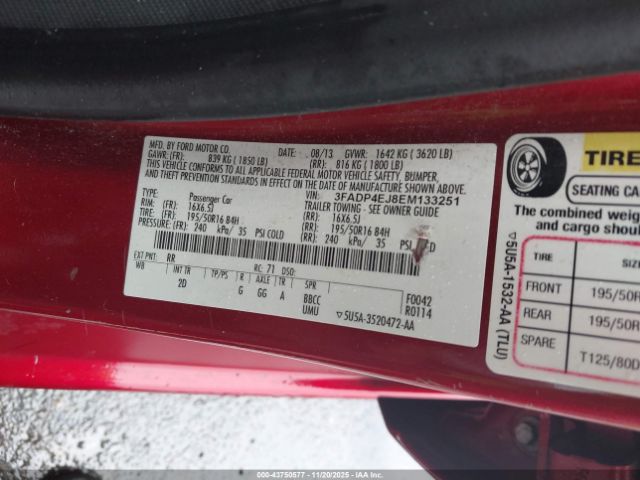 MFD. BY FORD MOTOR CO.
DATE: 08/13 GVWR: 1642 KG ( 3620 LB)
GAWR: (FR): 839 KG ( 1850 LB) (RR): 816 KG ( 1800 LB)
THIS VEHICLE CONFORMS TO ALL APPLICABLE FEDERAL MOTOR VEHICLE SAFETY, BUMPER,
AND THEFT PREVENTION STANDARDS IN EFFECT ON THE DATE OF MANUFACTURE SHOWN ABOVE.
VIN: 3FADP4EJ8EM133251
TYPE: Passenger Car TRAILER TOWING - SEE OWNER GUIDE
RIM: (FR) 16X6.5J (RR): 16X6.5J
TIRE: (FR): 195/50R16 84H (RR): 195/50R16 84H
PRESSURE: (FR) 240 kPa/ 35 PSI COLD (RR): 240 kPa/ 35 PSI
EXT PNT: RR RC: 71 DSO:
WB INT TR TP/PS R AXLE TR SPR
2D G GG A BBCC F0042
UMU R0114
▽5U5A-3520472-AA
TIRE
SEATING CA
The combined weigh
and cargo shoul
▽5U5A-1532-AA (TLU)
TIRE SIZ
FRONT 195/50R
REAR 195/50R
SPARE T125/80D
00-43750577 - 11/20/2025 - IAAI.CA